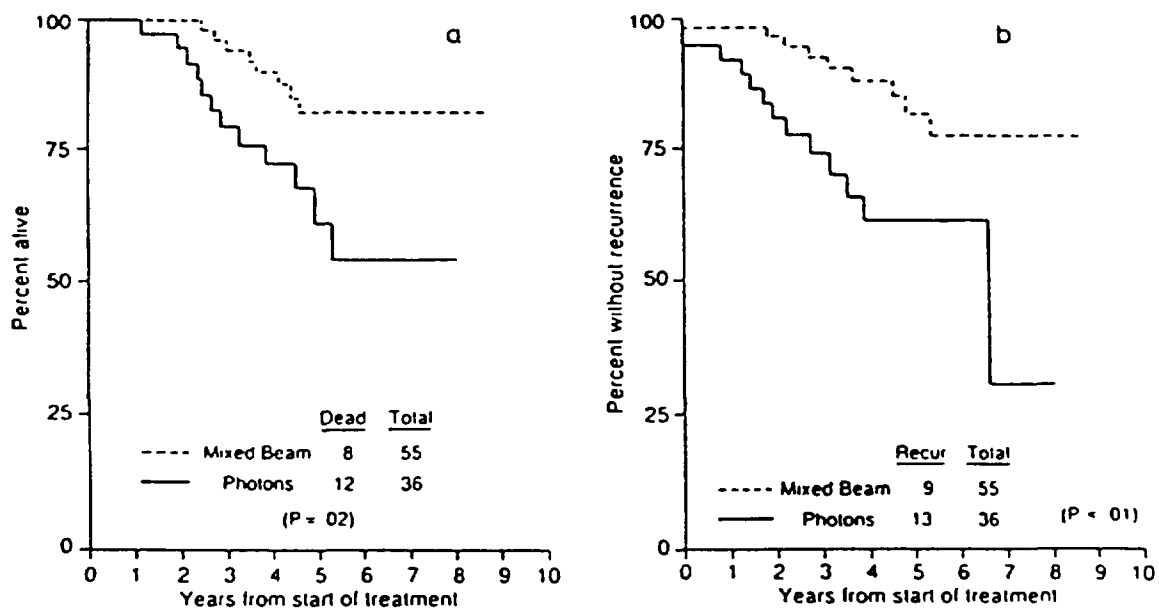 a
100
75
50
25
0
Percent alive
Dead Total
Mixed Beam 8 55
Photons 12 36
(P = 02)
0 1 2 3 4 5 6 7 8 9 10
Years from start of treatment
b
100
75
50
25
0
Percent without recurrence
Recur Total
Mixed Beam 9 55
Photons 13 36
(P < 01)
0 1 2 3 4 5 6 7 8 9 10
Years from start of treatment